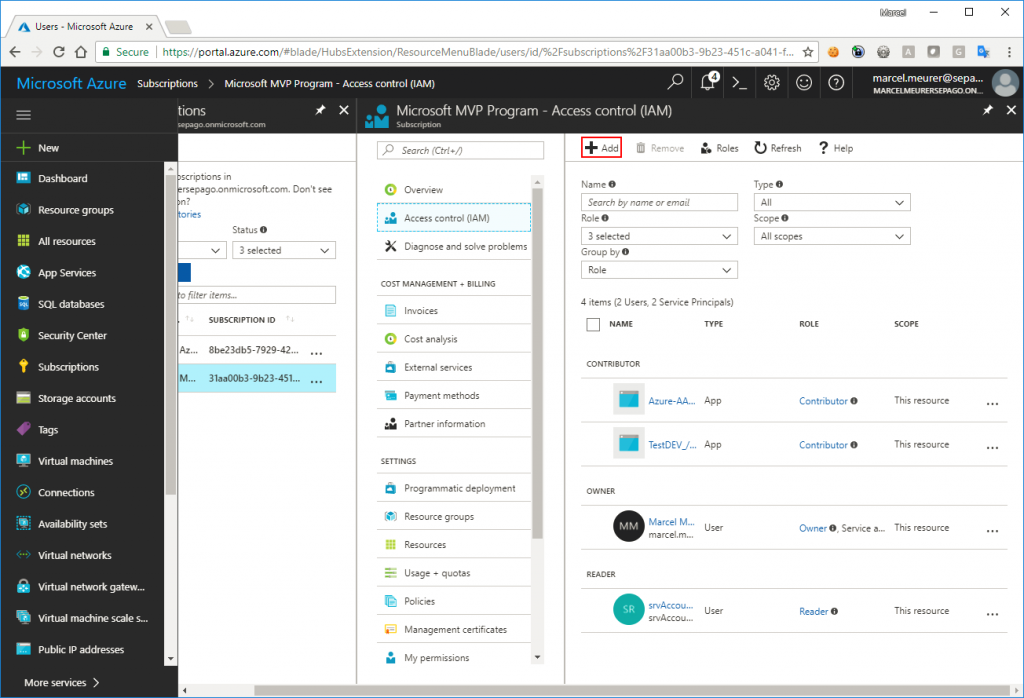 Users - Microsoft Azure
Marcel
Secure
https://portal.azure.com/#blade/HubsExtension/ResourceMenuBlade/users/id/%2Fsubscriptions%2F31aa00b3-9b23-451c-a041-f...
Microsoft Azure
Subscriptions
Microsoft MVP Program - Access control (IAM)
4
marcel.meurer@sepa...
MARCELMEURERSEPAGO.ON...
New
Dashboard
Resource groups
All resources
App Services
SQL databases
Security Center
Subscriptions
Storage accounts
Tags
Virtual machines
Connections
Availability sets
Virtual networks
Virtual network gatew...
Virtual machine scale s...
Public IP addresses
More services
tions
sepago.onmicrosoft.com
bscriptions in
ersepago.onmicrosoft.com. Don't see
on?
tories
Status
3 selected
to filter items...
SUBSCRIPTION ID
Az...
8be23db5-7929-42...
...
M...
31aa00b3-9b23-451...
...
Microsoft MVP Program - Access control (IAM)
Subscription
Search (Ctrl+/)
Overview
Access control (IAM)
Diagnose and solve problems
COST MANAGEMENT + BILLING
Invoices
Cost analysis
External services
Payment methods
Partner information
SETTINGS
Programmatic deployment
Resource groups
Resources
Usage + quotas
Policies
Management certificates
My permissions
Add
Remove
Roles
Refresh
Help
Name
Search by name or email
Type
All
Role
3 selected
Scope
All scopes
Group by
Role
4 items (2 Users, 2 Service Principals)
NAME
TYPE
ROLE
SCOPE
CONTRIBUTOR
Azure-AA...
App
Contributor
This resource
...
TestDEV_/...
App
Contributor
This resource
...
OWNER
MM
Marcel M...
marcel.m...
User
Owner , Service a...
This resource
...
READER
SR
srvAccou...
srvAccou...
User
Reader
This resource
...